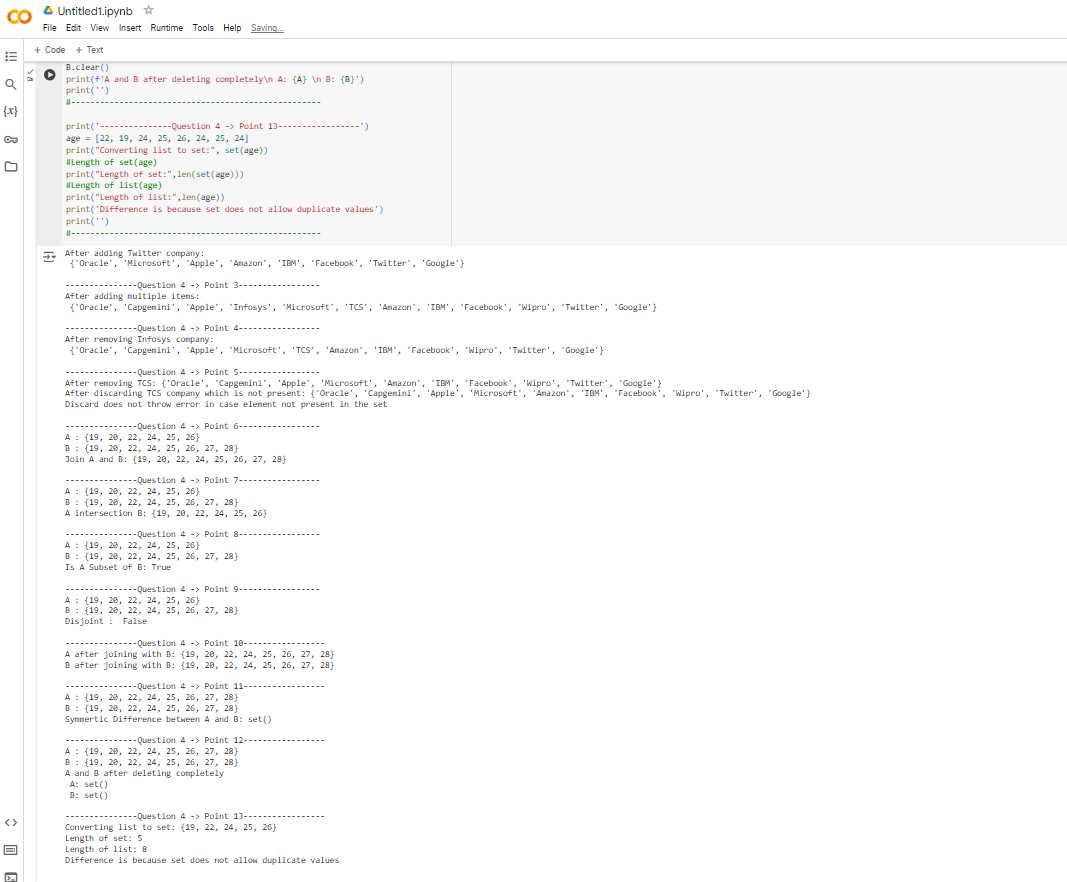 Untitled1.ipynb
File Edit View Insert Runtime Tools Help Saving...
+ Code + Text
B.clear()
print(f'A and B after deleting completely\n A: {A} \n B: {B}')
print('')
#----------------------------------------------------
print('---------------Question 4 -> Point 13-----------------')
age = [22, 19, 24, 25, 26, 24, 25, 24]
print("Converting list to set:", set(age))
#Length of set(age)
print("Length of set:",len(set(age)))
#Length of list(age)
print("Length of list:",len(age))
print('Difference is because set does not allow duplicate values')
print('')
#----------------------------------------------------
After adding Twitter company:
{'Oracle', 'Microsoft', 'Apple', 'Amazon', 'IBM', 'Facebook', 'Twitter', 'Google'}
---------------Question 4 -> Point 3-----------------
After adding multiple items:
{'Oracle', 'Capgemini', 'Apple', 'Infosys', 'Microsoft', 'TCS', 'Amazon', 'IBM', 'Facebook', 'Wipro', 'Twitter', 'Google'}
---------------Question 4 -> Point 4-----------------
After removing Infosys company:
{'Oracle', 'Capgemini', 'Apple', 'Microsoft', 'TCS', 'Amazon', 'IBM', 'Facebook', 'Wipro', 'Twitter', 'Google'}
---------------Question 4 -> Point 5-----------------
After removing TCS: {'Oracle', 'Capgemini', 'Apple', 'Microsoft', 'Amazon', 'IBM', 'Facebook', 'Wipro', 'Twitter', 'Google'}
After discarding TCS company which is not present: {'Oracle', 'Capgemini', 'Apple', 'Microsoft', 'Amazon', 'IBM', 'Facebook', 'Wipro', 'Twitter', 'Google'}
Discard does not throw error in case element not present in the set
---------------Question 4 -> Point 6-----------------
A : {19, 20, 22, 24, 25, 26}
B : {19, 20, 22, 24, 25, 26, 27, 28}
Join A and B: {19, 20, 22, 24, 25, 26, 27, 28}
---------------Question 4 -> Point 7-----------------
A : {19, 20, 22, 24, 25, 26}
B : {19, 20, 22, 24, 25, 26, 27, 28}
A intersection B: {19, 20, 22, 24, 25, 26}
---------------Question 4 -> Point 8-----------------
A : {19, 20, 22, 24, 25, 26}
B : {19, 20, 22, 24, 25, 26, 27, 28}
Is A Subset of B: True
---------------Question 4 -> Point 9-----------------
A : {19, 20, 22, 24, 25, 26}
B : {19, 20, 22, 24, 25, 26, 27, 28}
Disjoint :  False
---------------Question 4 -> Point 10-----------------
A after joining with B: {19, 20, 22, 24, 25, 26, 27, 28}
B after joining with B: {19, 20, 22, 24, 25, 26, 27, 28}
---------------Question 4 -> Point 11-----------------
A : {19, 20, 22, 24, 25, 26, 27, 28}
B : {19, 20, 22, 24, 25, 26, 27, 28}
Symmertic Difference between A and B: set()
---------------Question 4 -> Point 12-----------------
A : {19, 20, 22, 24, 25, 26, 27, 28}
B : {19, 20, 22, 24, 25, 26, 27, 28}
A and B after deleting completely
A: set()
B: set()
---------------Question 4 -> Point 13-----------------
Converting list to set: {19, 22, 24, 25, 26}
Length of set: 5
Length of list: 8
Difference is because set does not allow duplicate values